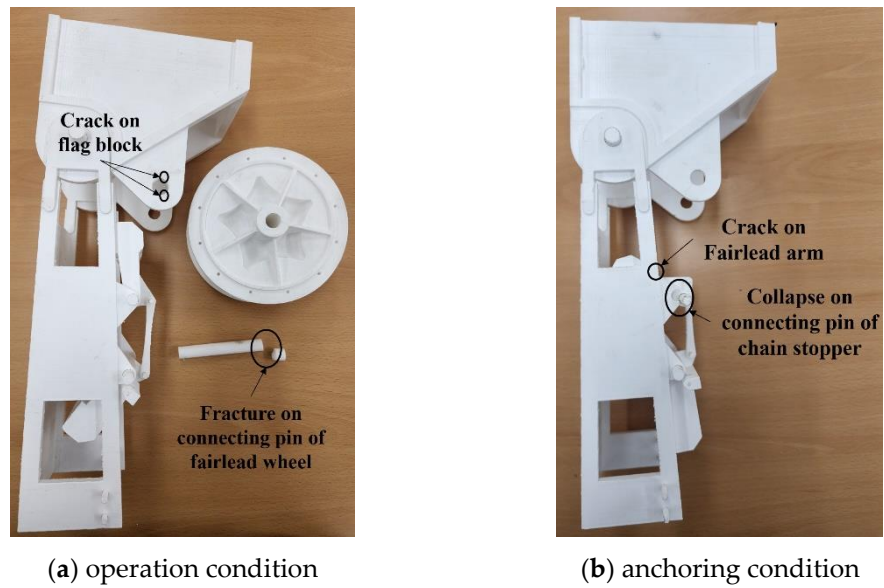 Crack on
flag block
Fracture on
connecting pin of
fairlead wheel
(a) operation condition
Crack on
Fairlead arm
Collapse on
connecting pin of
chain stopper
(b) anchoring condition